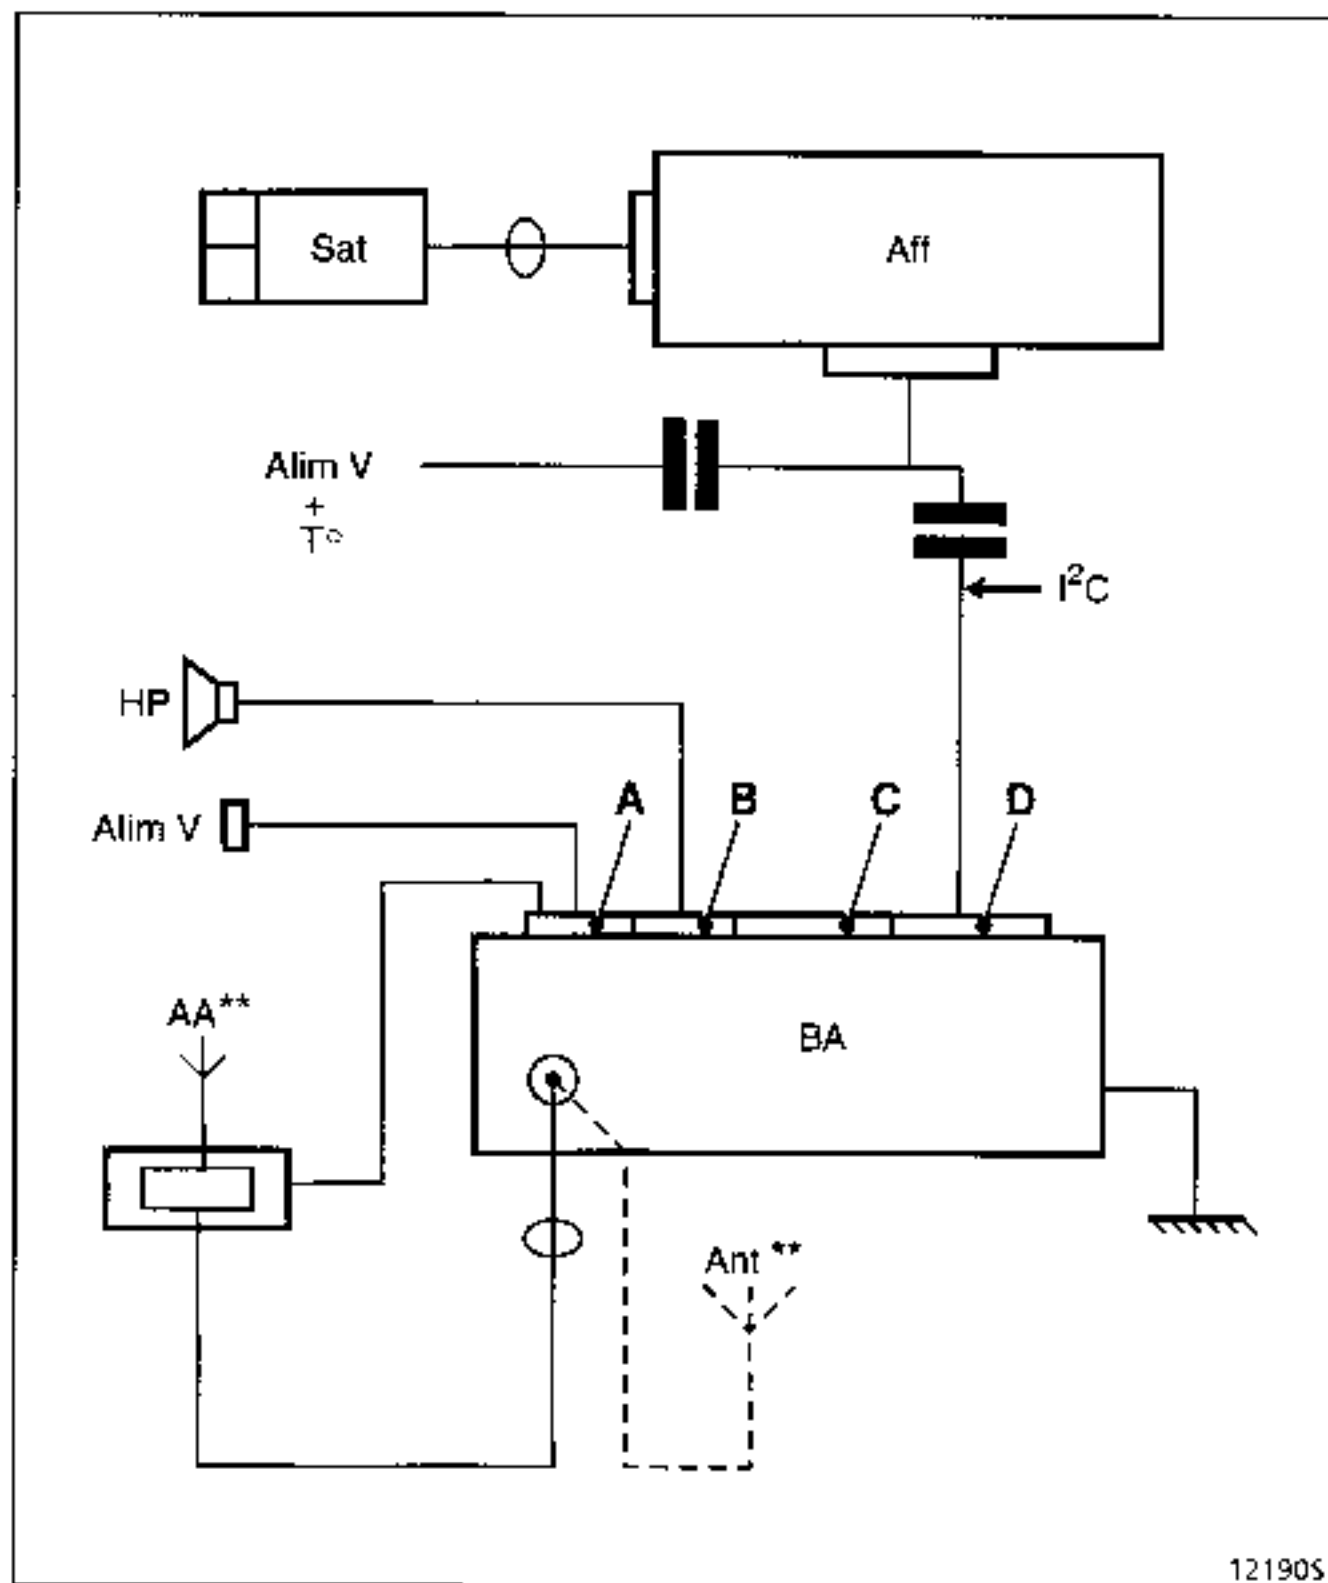 Sat
Aff
Alim V
+
T°
I²C
HP
A
B
C
D
Alim V
AA**
BA
Ant **
12190S